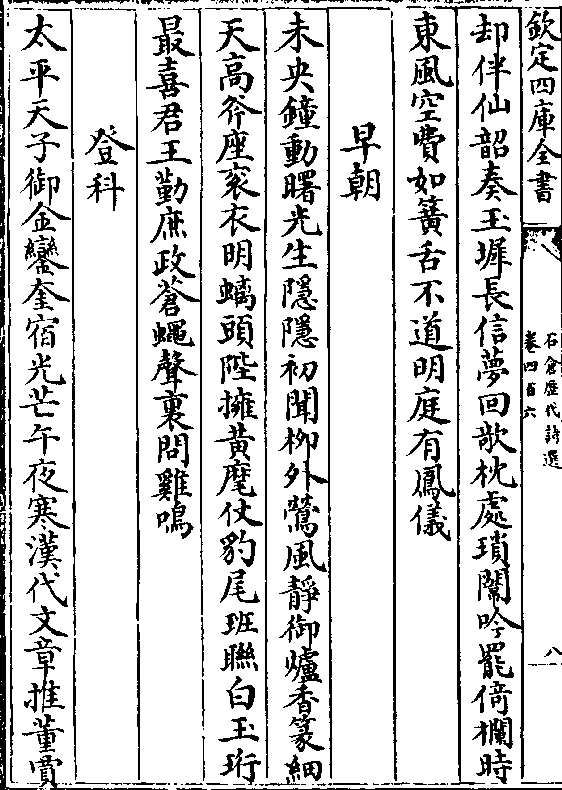 欽定四庫全書
石倉歷代詩選
卷四百六
八
却伴仙韶奏玉墀長信夢回欹枕處瑣闈吟罷倚欄時
東風空費如簧舌不道明庭有鳳儀
早朝
未央鐘動曙光生隱隱初聞栁外鶯風靜御爐香篆細
天高斧座衮衣明螭頭陛擁黃麾仗豹尾班聯白玉珩
最喜君王勤庶政蒼蠅聲裏問雞鳴
登科
太平天子御金鑾奎宿光芒午夜寒漢代文章推董賈